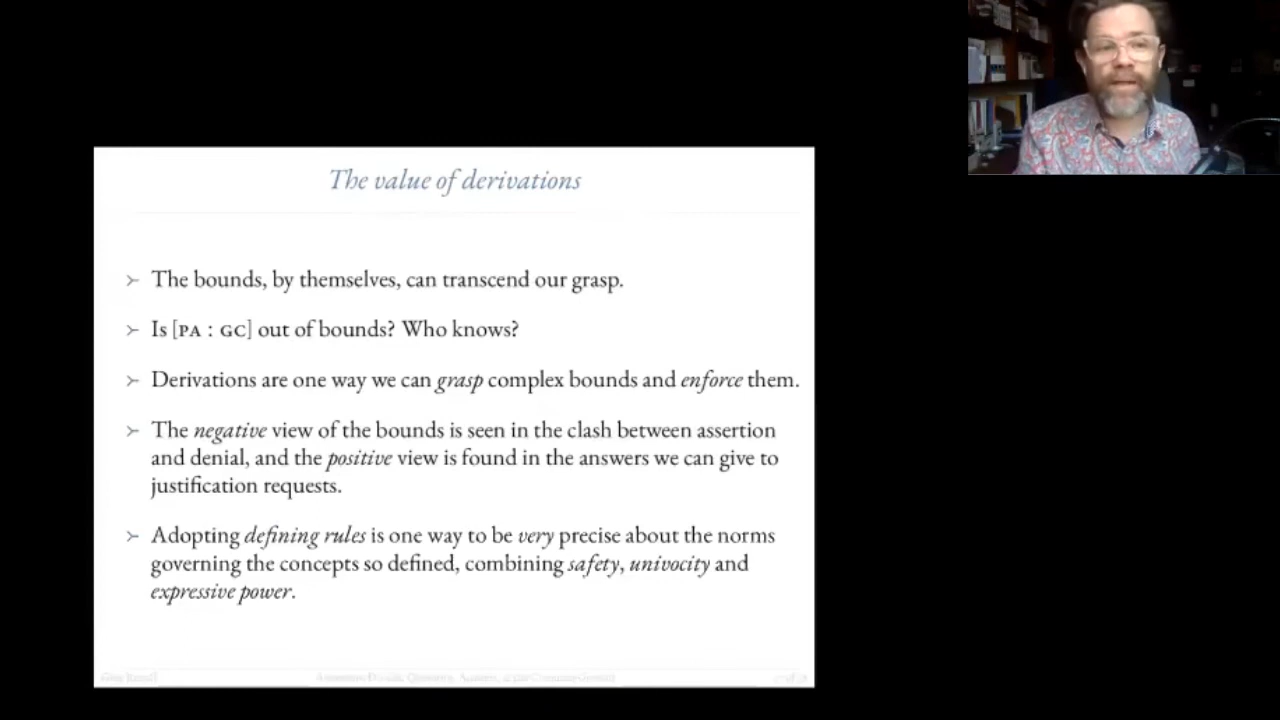 The value of derivations
≻ The bounds, by themselves, can transcend our grasp.
≻ Is [PA : GC] out of bounds? Who knows?
≻ Derivations are one way we can grasp complex bounds and enforce them.
≻ The negative view of the bounds is seen in the clash between assertion
and denial, and the positive view is found in the answers we can give to
justification requests.
≻ Adopting defining rules is one way to be very precise about the norms
governing the concepts so defined, combining safety, univocity and
expressive power.